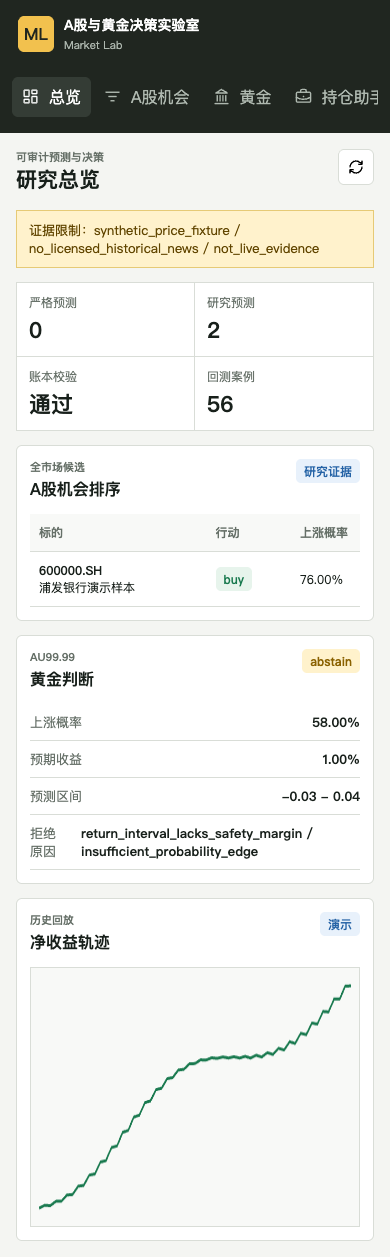 ML
A股与黄金决策实验室
Market Lab
总览
A股机会
黄金
持仓助手
可审计预测与决策
研究总览
证据限制：synthetic_price_fixture /
no_licensed_historical_news / not_live_evidence
严格预测
0
研究预测
2
账本校验
通过
回测案例
56
全市场候选
A股机会排序
研究证据
标的 行动 上涨概率
600000.SH
浦发银行演示样本
buy
76.00%
AU99.99
黄金判断
abstain
上涨概率 58.00%
预期收益 1.00%
预测区间 −0.03 – 0.04
拒绝
原因
return_interval_lacks_safety_margin /
insufficient_probability_edge
历史回放
净收益轨迹
演示